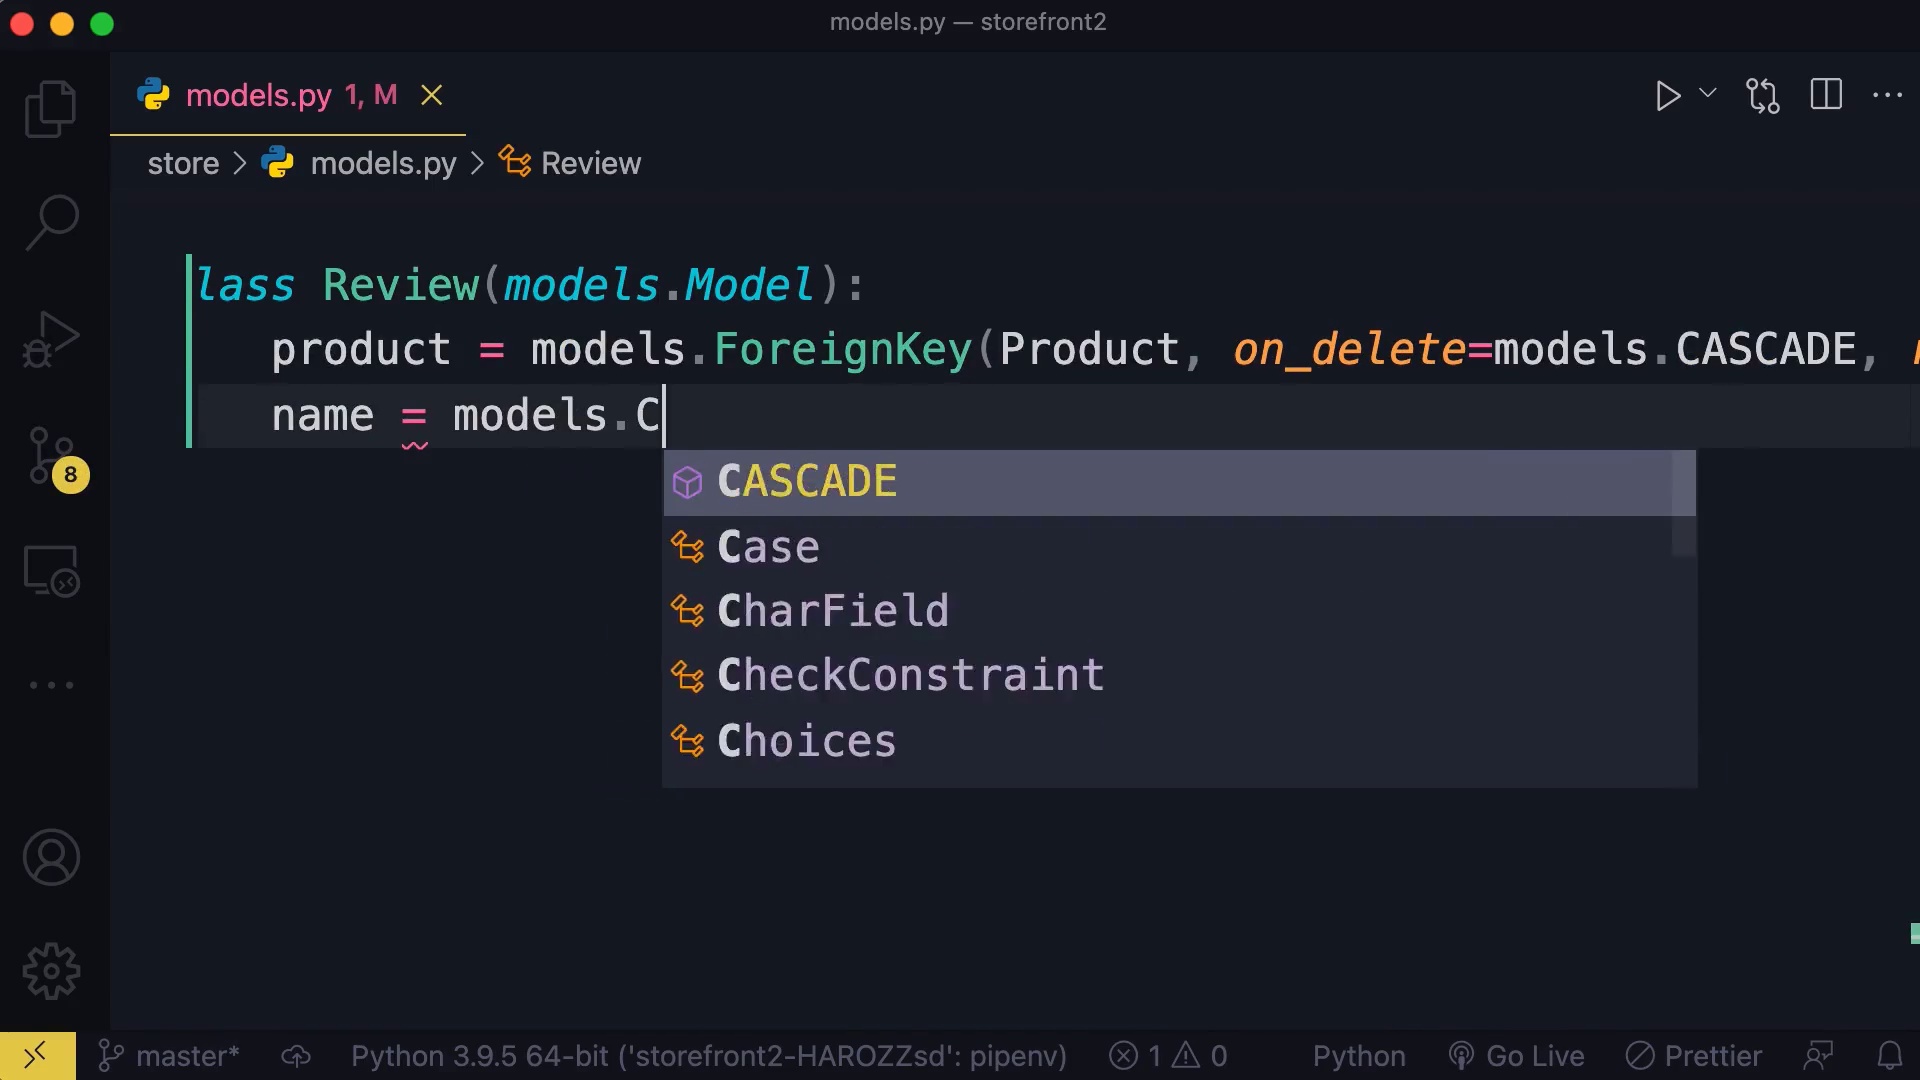 models.py — storefront2
models.py 1, M
store > models.py > Review
lass Review(models.Model):
product = models.ForeignKey(Product, on_delete=models.CASCADE,
name = models.C
CASCADE
Case
CharField
CheckConstraint
Choices
8
master* Python 3.9.5 64-bit ('storefront2-HAROZZsd': pipenv) 1 0 Python Go Live Prettier